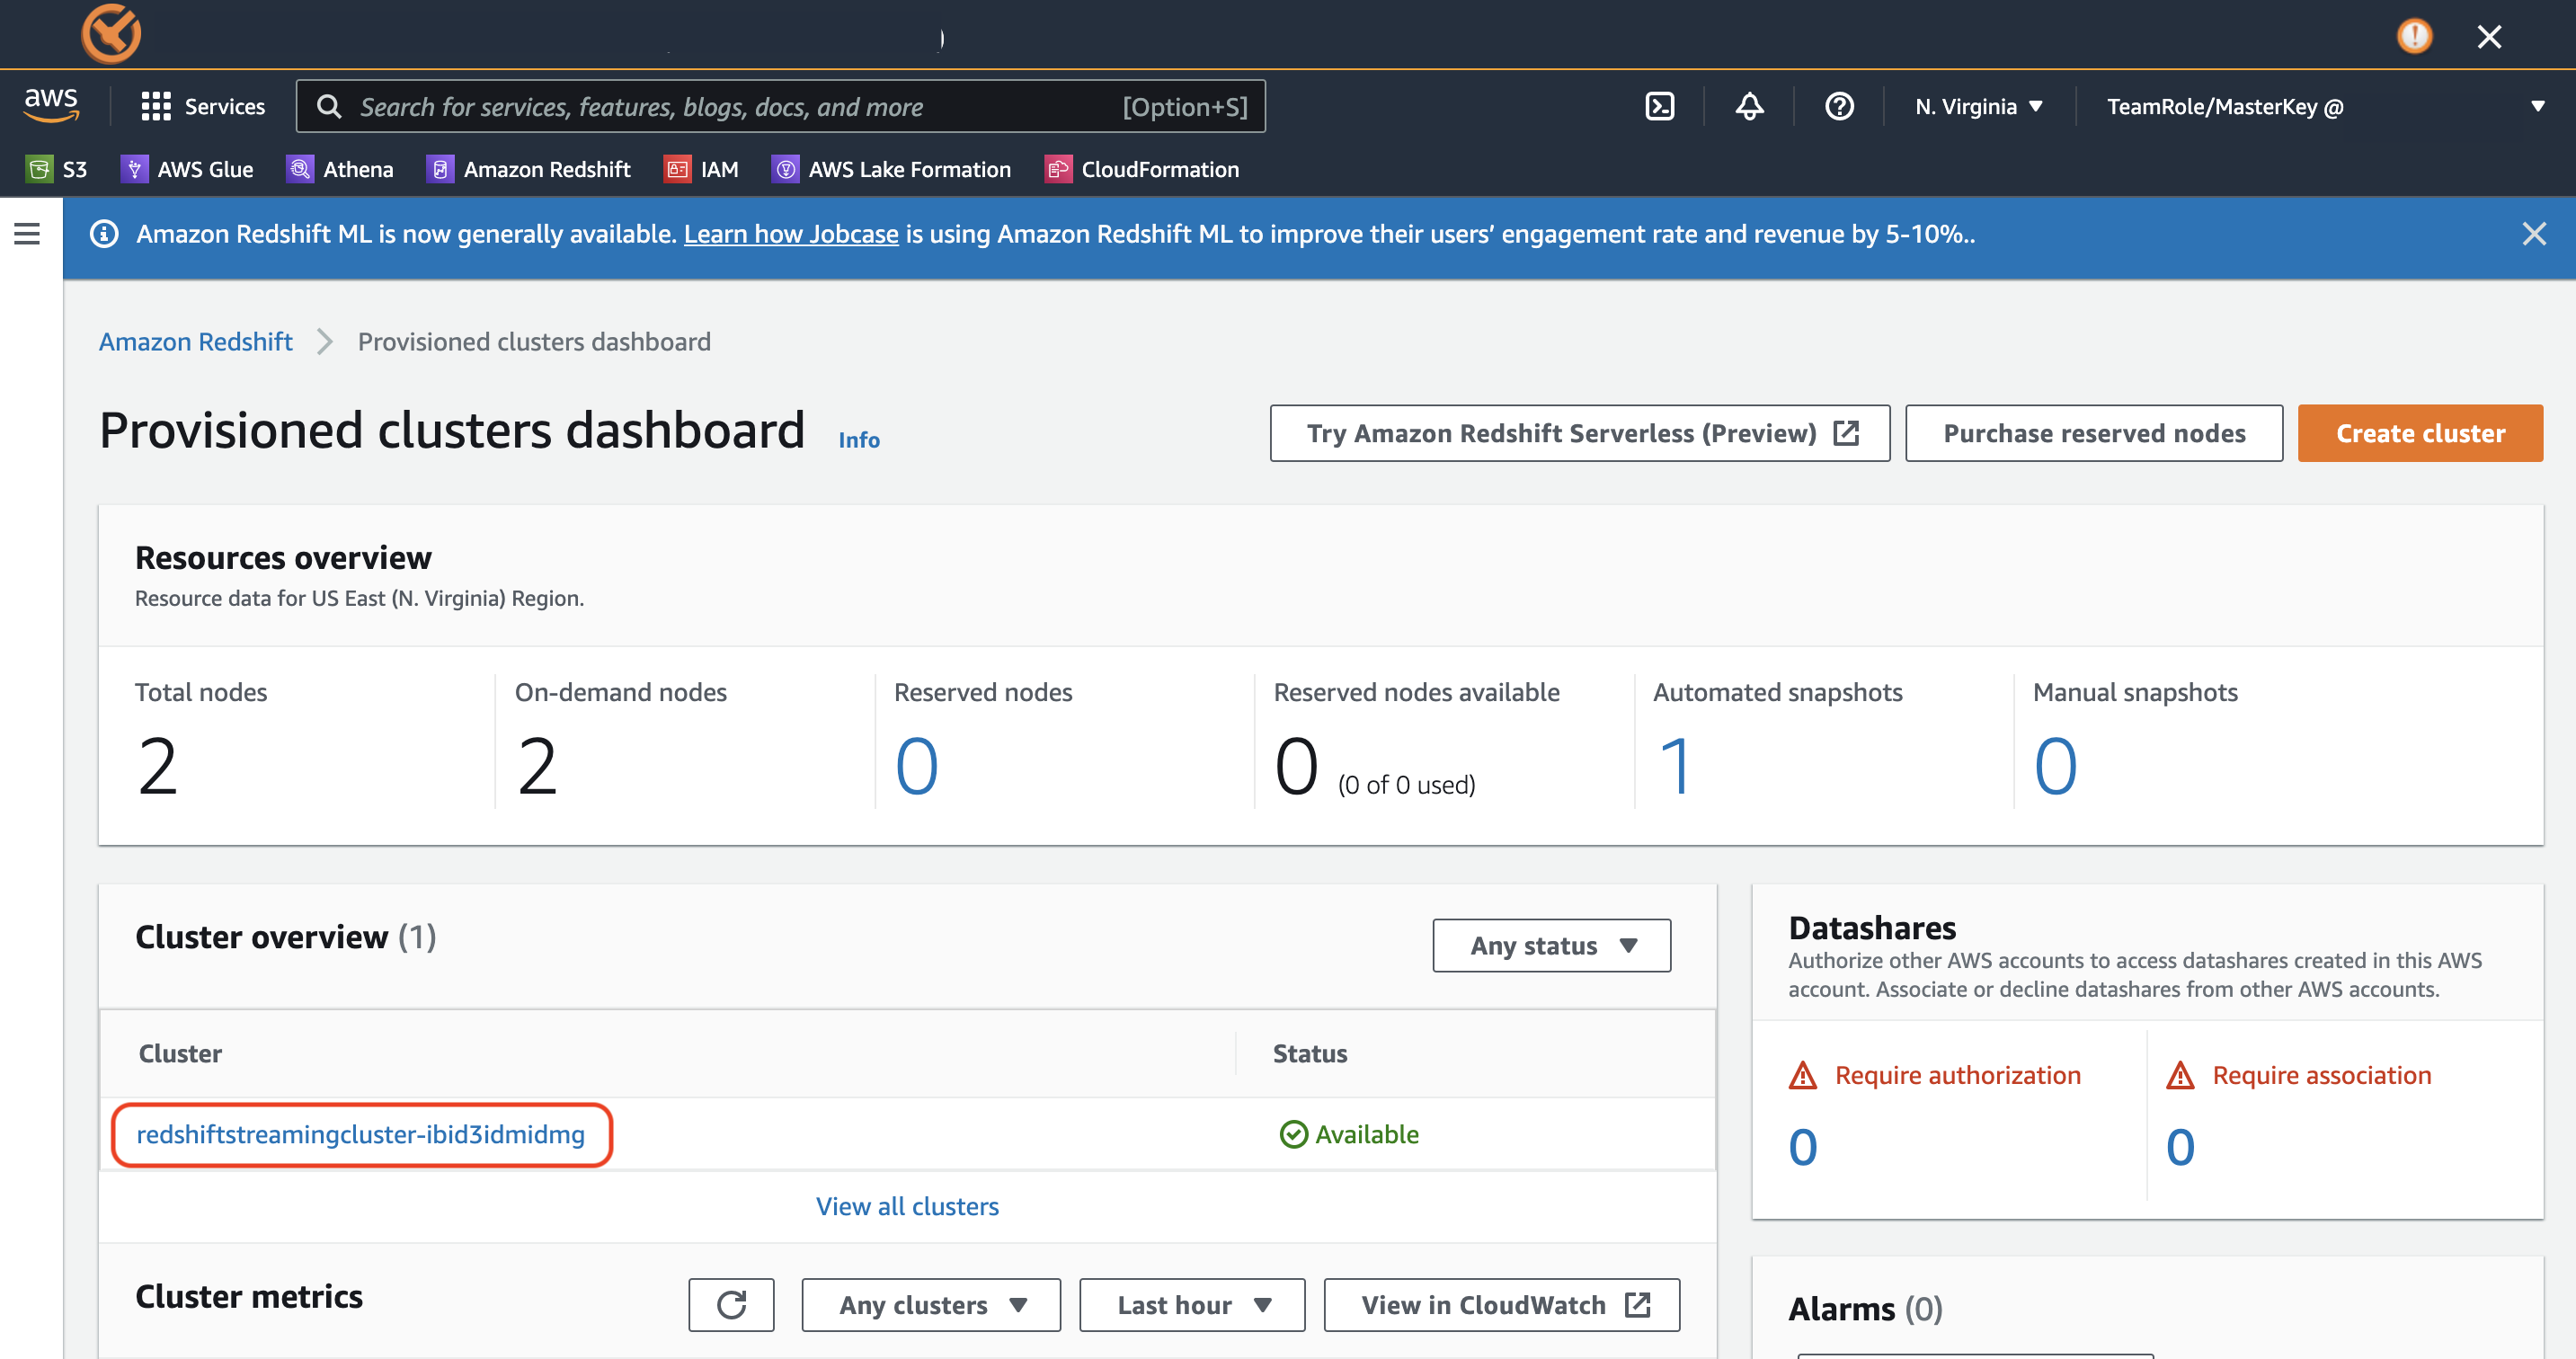 aws
Services
Search for services, features, blogs, docs, and more [Option+S]
N. Virginia
TeamRole/MasterKey @
S3
AWS Glue
Athena
Amazon Redshift
IAM
AWS Lake Formation
CloudFormation
Amazon Redshift ML is now generally available. Learn how Jobcase is using Amazon Redshift ML to improve their users’ engagement rate and revenue by 5-10%..
Amazon Redshift
Provisioned clusters dashboard
Provisioned clusters dashboard
Info
Try Amazon Redshift Serverless (Preview)
Purchase reserved nodes
Create cluster
Resources overview
Resource data for US East (N. Virginia) Region.
Total nodes
2
On-demand nodes
2
Reserved nodes
0
Reserved nodes available
0 (0 of 0 used)
Automated snapshots
1
Manual snapshots
0
Cluster overview (1)
Any status
Cluster
Status
redshiftstreamingcluster-ibid3idmidmg
Available
View all clusters
Cluster metrics
Any clusters
Last hour
View in CloudWatch
Datashares
Authorize other AWS accounts to access datashares created in this AWS
account. Associate or decline datashares from other AWS accounts.
Require authorization
0
Require association
0
Alarms (0)